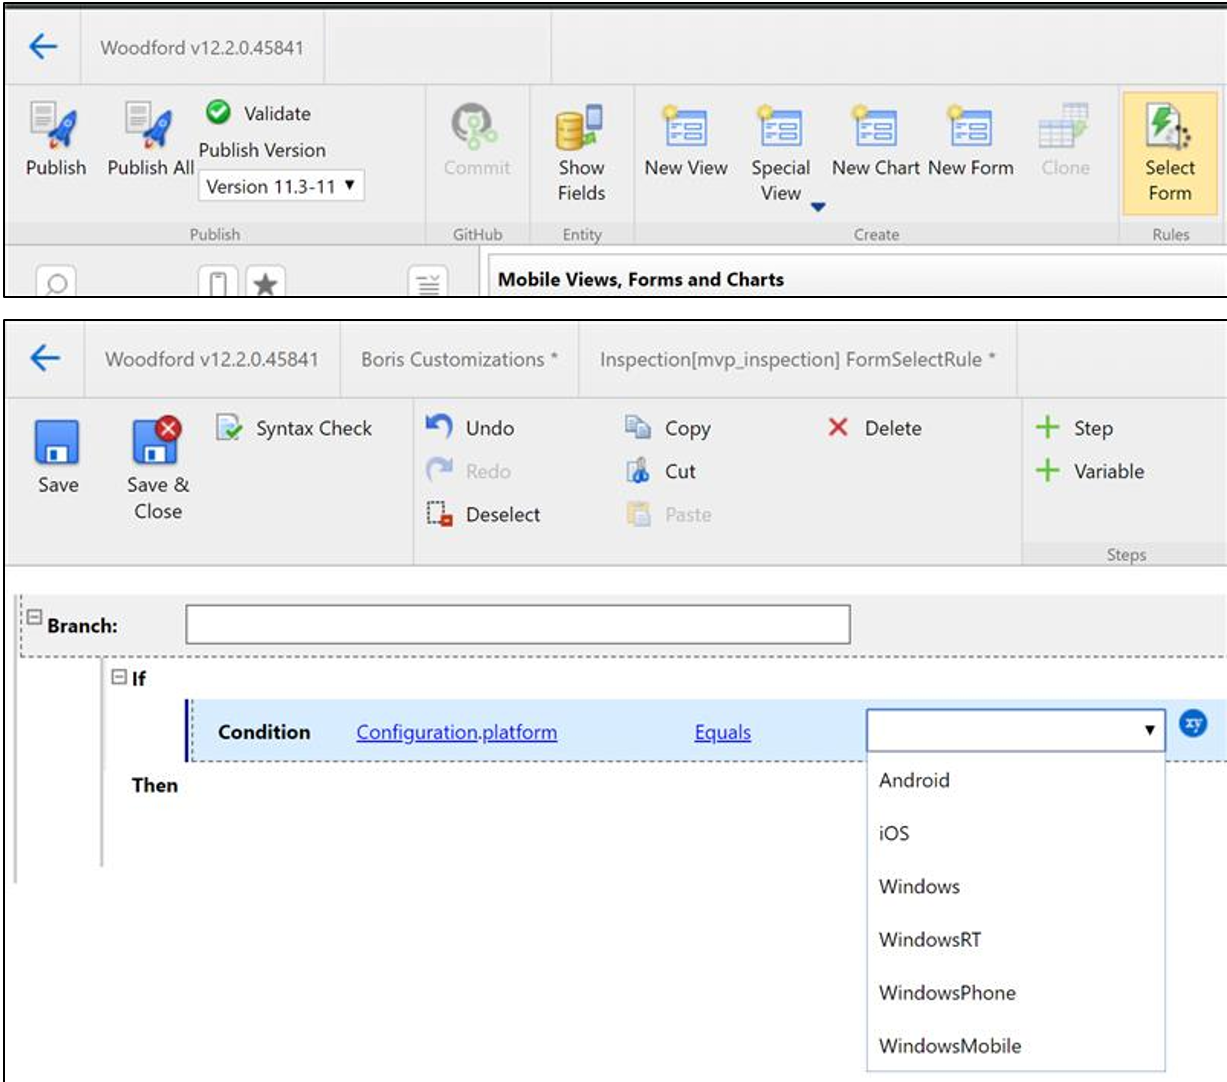 Woodford v12.2.0.45841
Validate
Publish Version
Version 11.3-11
Publish
Publish All
Commit
Show Fields
New View
Special View
New Chart
New Form
Clone
Select Form
Publish
GitHub
Entity
Create
Rules
Mobile Views, Forms and Charts
Woodford v12.2.0.45841
Boris Customizations *
Inspection[mvp_inspection] FormSelectRule *
Save
Save & Close
Syntax Check
Undo
Redo
Deselect
Copy
Cut
Paste
Delete
Step
Variable
Steps
Branch:
If
Condition Configuration.platform Equals xy
Then
Android
iOS
Windows
WindowsRT
WindowsPhone
WindowsMobile